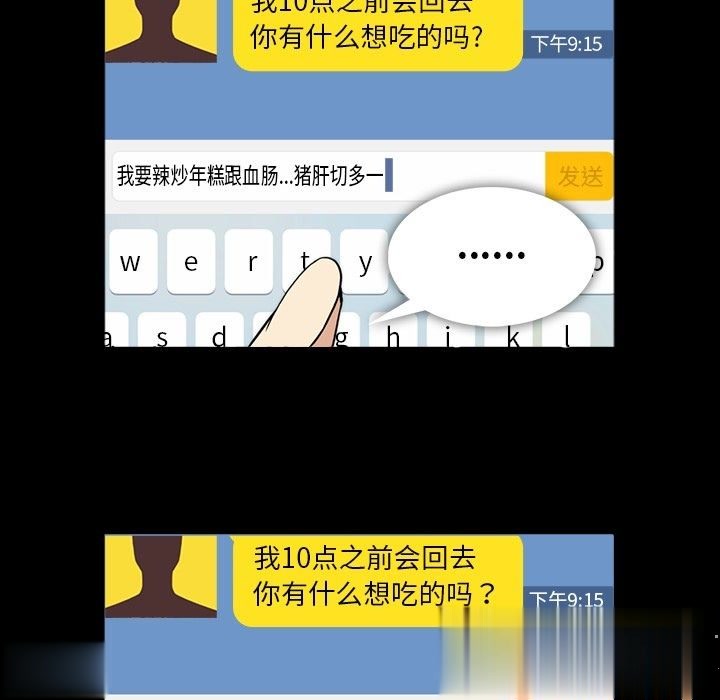 我10点之前会回去
你有什么想吃的吗?
下午9:15
我要辣炒年糕跟血肠...猪肝切多一
发送
w e r t y p
······
a s d g h j k l
我10点之前会回去
你有什么想吃的吗？
下午9:15